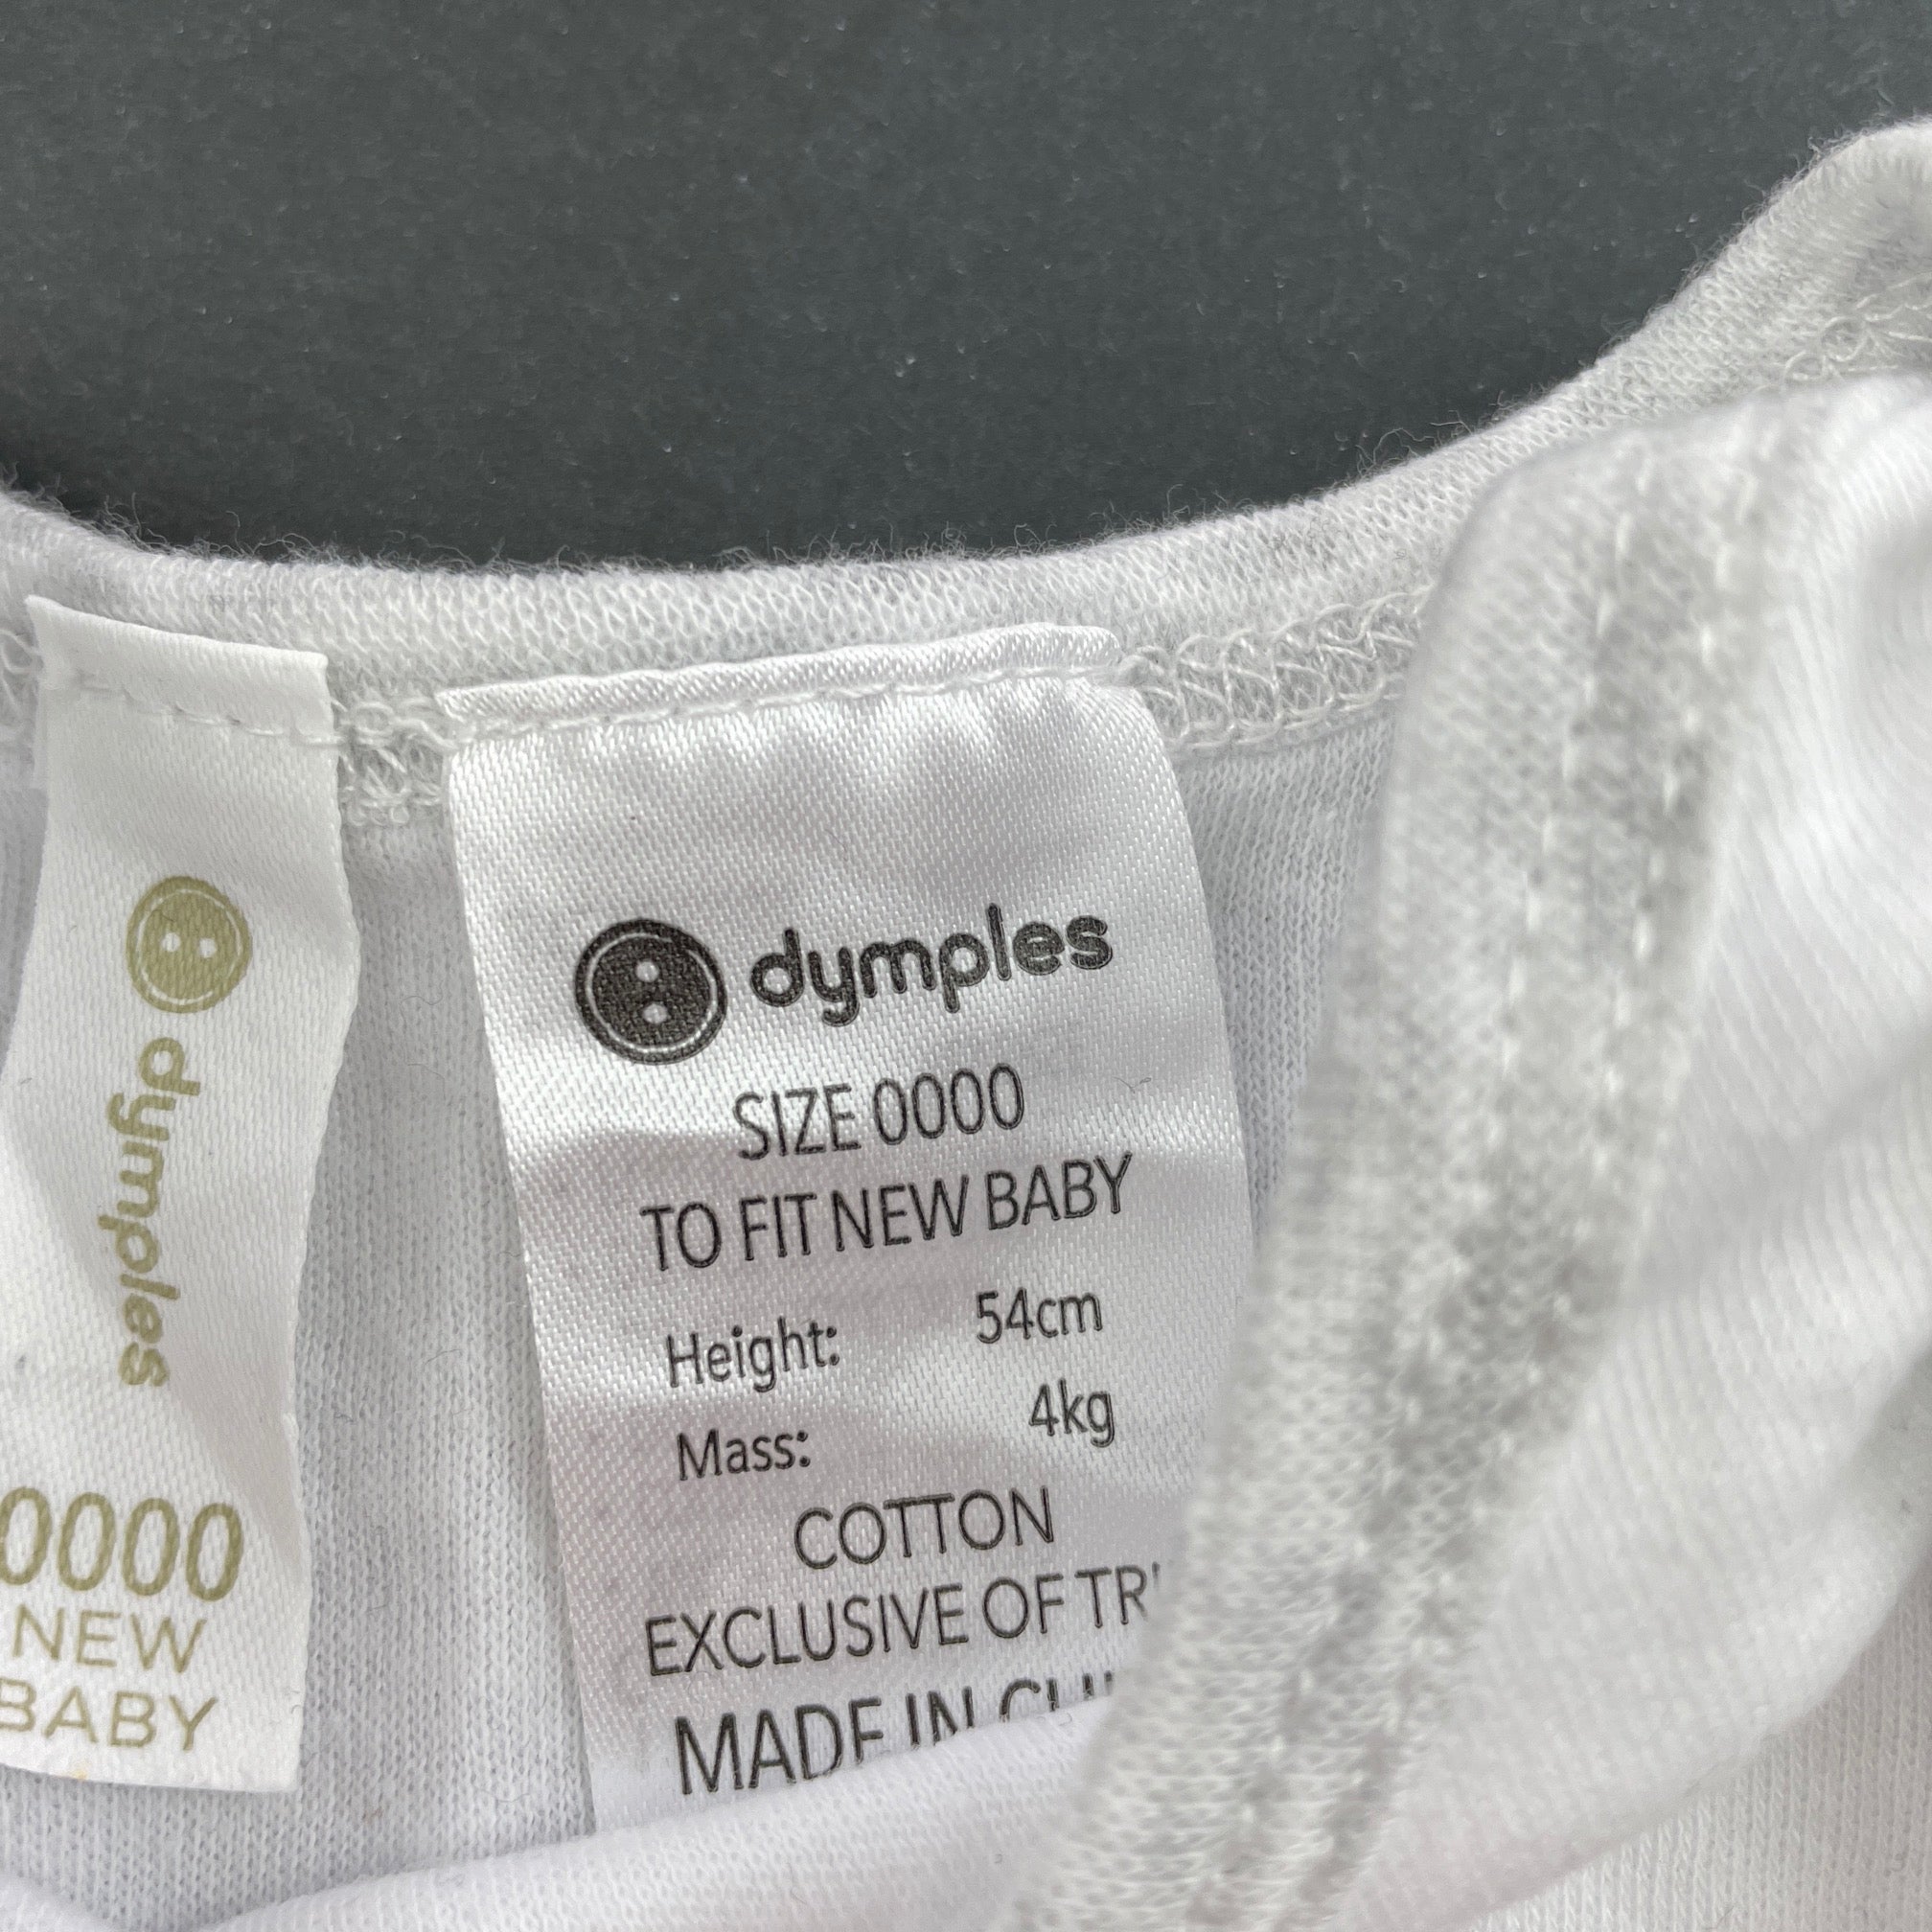 dymples
0000
NEW
BABY
dymples
SIZE 0000
TO FIT NEW BABY
Height: 54cm
Mass: 4kg
COTTON
EXCLUSIVE OF
MADE IN